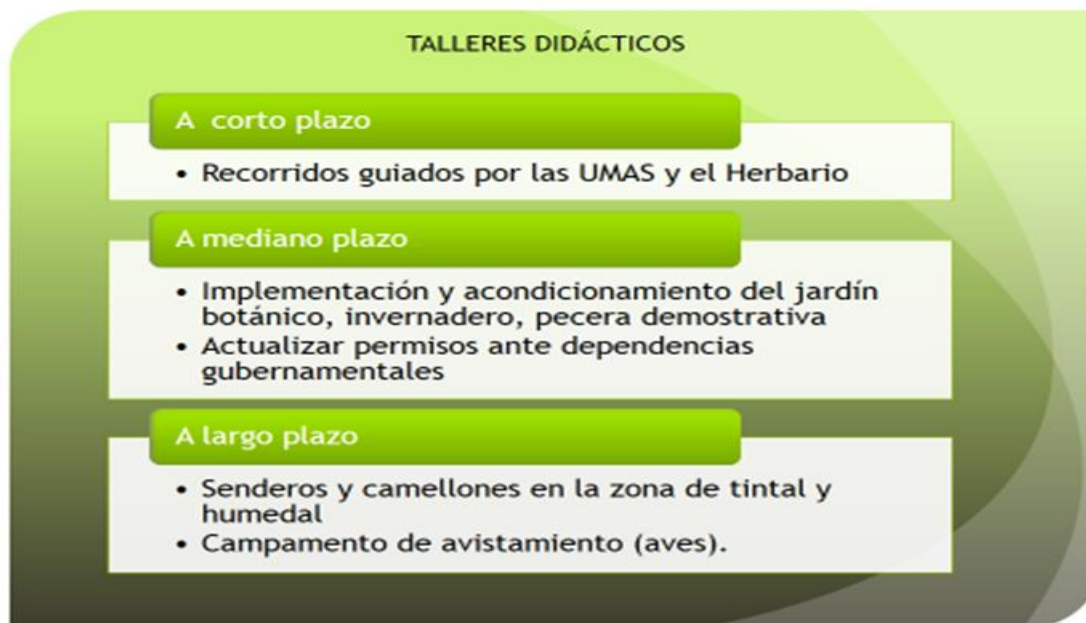 TALLERES DIDÁCTICOS
A corto plazo
• Recorridos guiados por las UMAS y el Herbario
A mediano plazo
• Implementación y acondicionamiento del jardín
botánico, invernadero, pecera demostrativa
• Actualizar permisos ante dependencias
gubernamentales
A largo plazo
• Senderos y camellones en la zona de tintal y
humedal
• Campamento de avistamiento (aves).